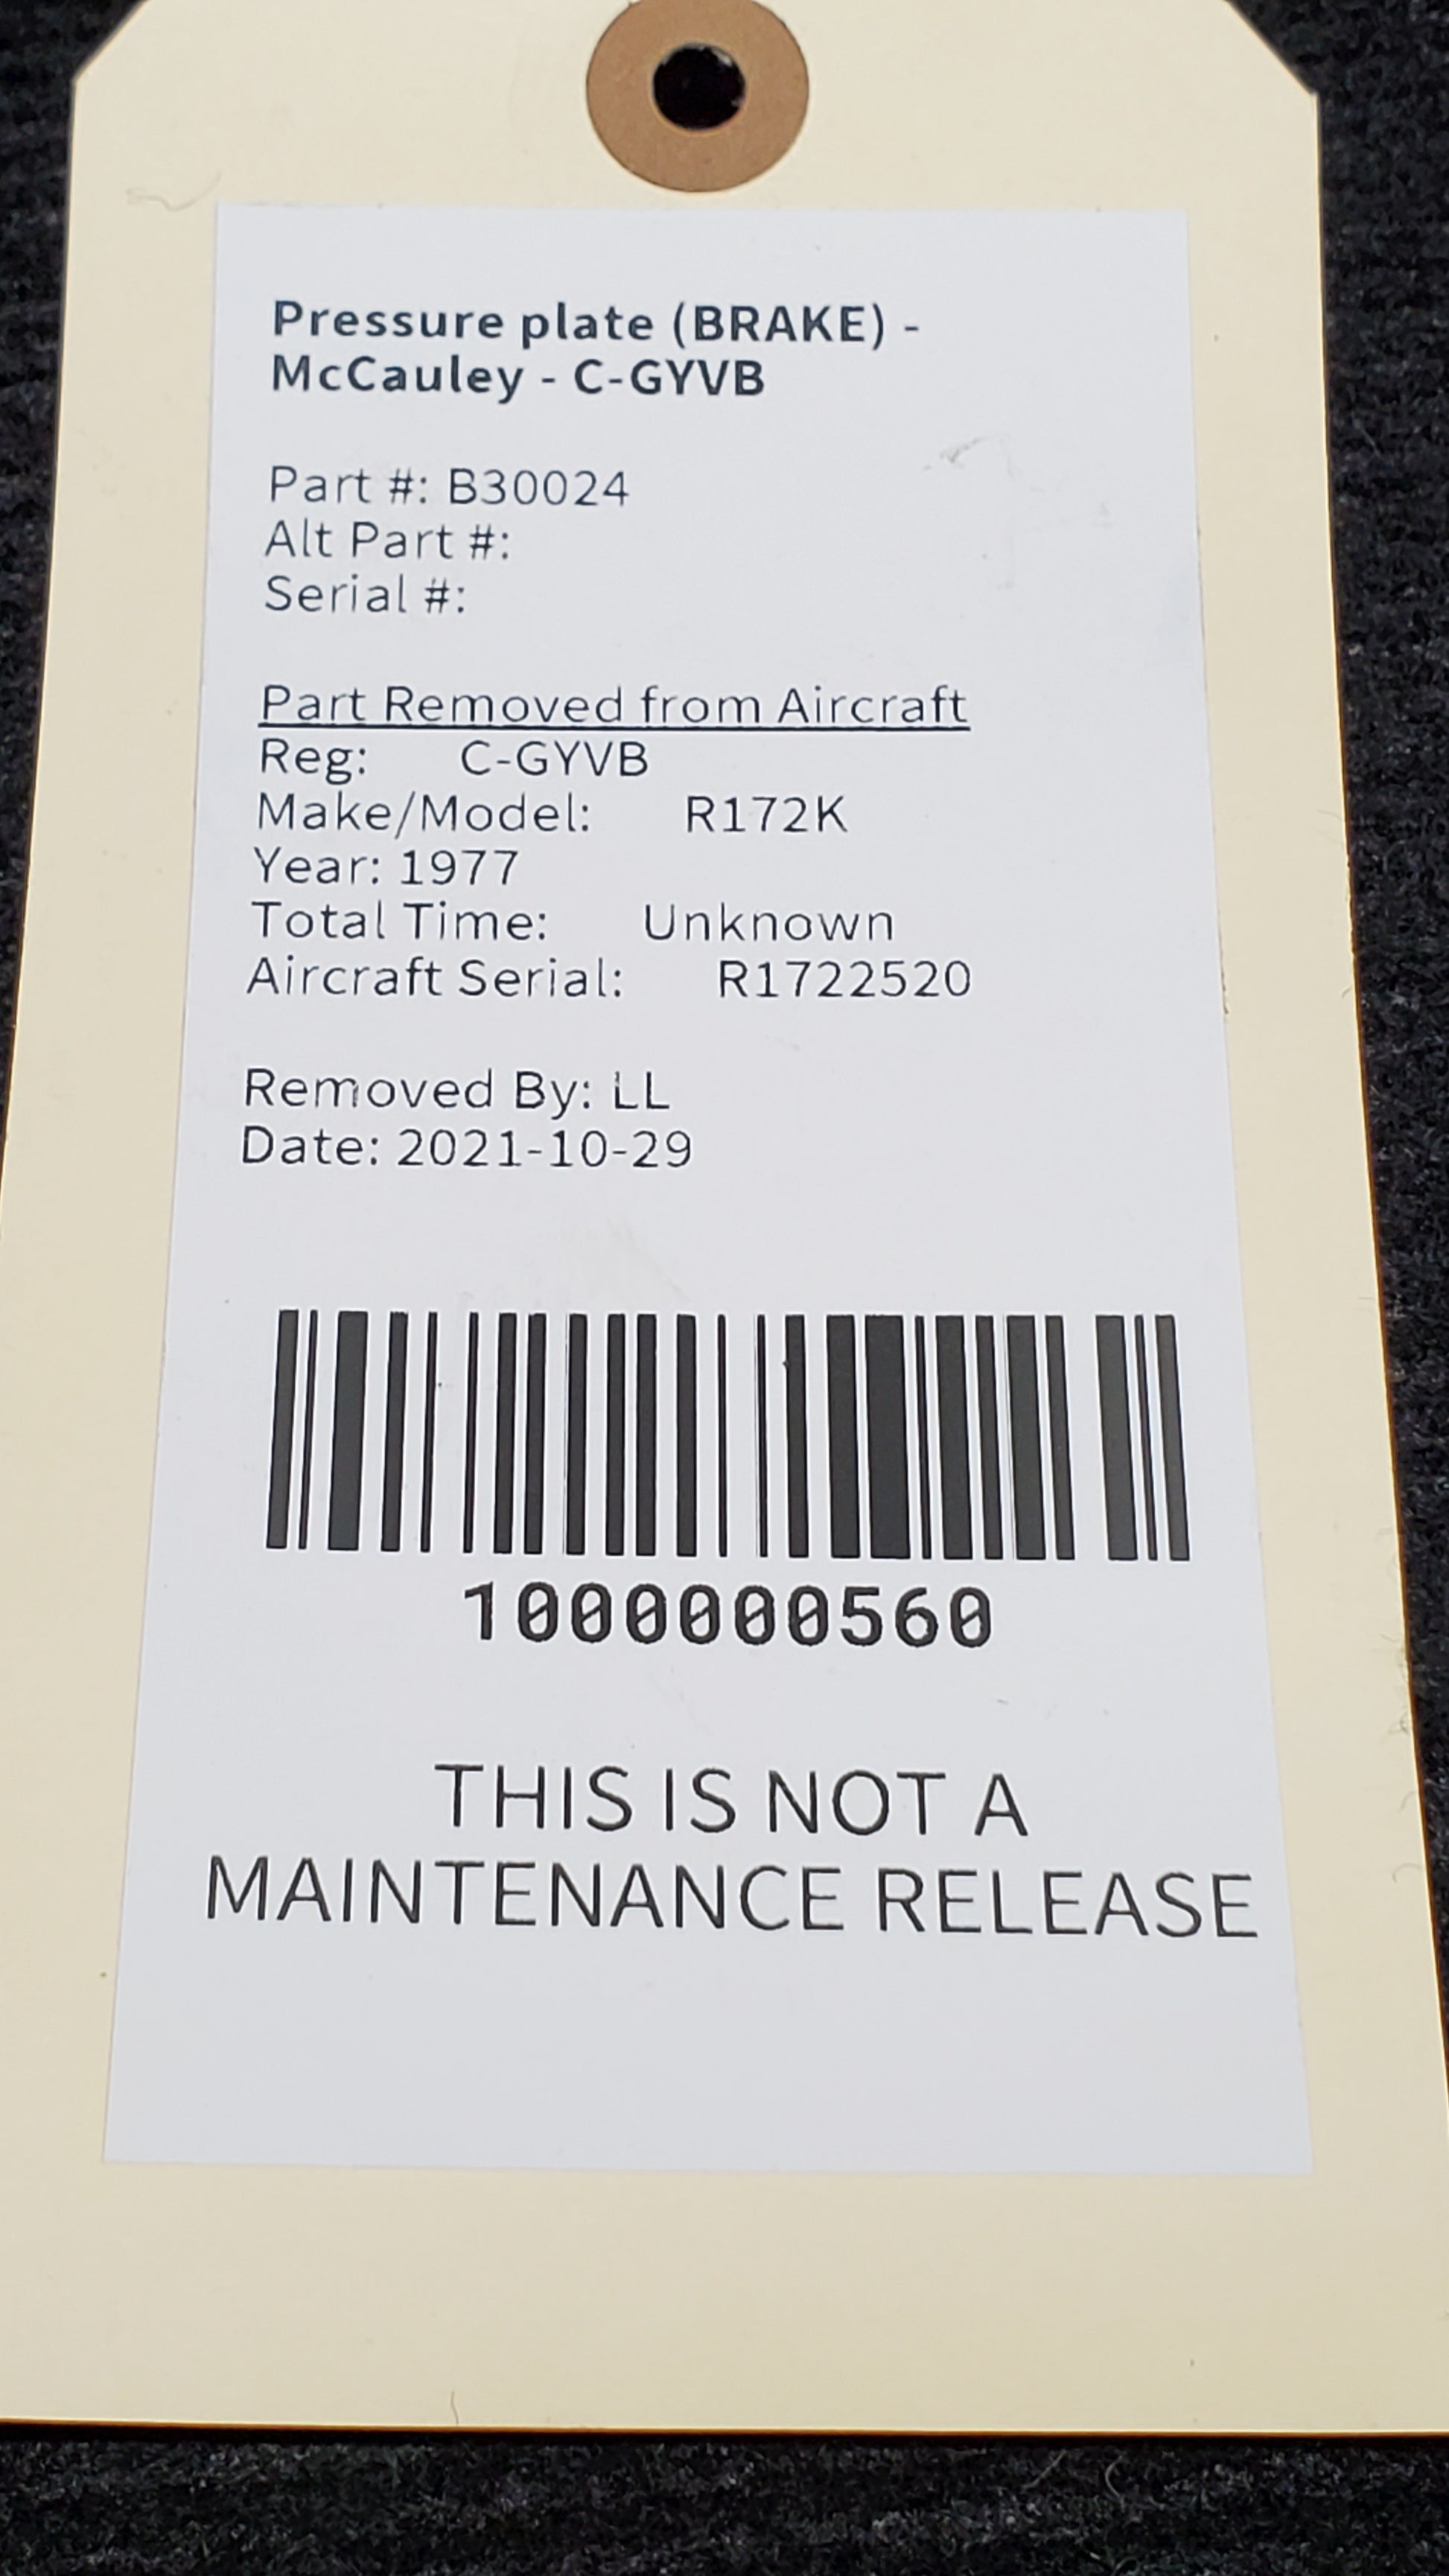 Pressure plate (BRAKE) -
McCauley - C-GYVB
Part #: B30024
Alt Part #:
Serial #:
Part Removed from Aircraft
Reg: C-GYVB
Make/Model: R172K
Year: 1977
Total Time: Unknown
Aircraft Serial: R1722520
Removed By: LL
Date: 2021-10-29
1000000560
THIS IS NOT A
MAINTENANCE RELEASE